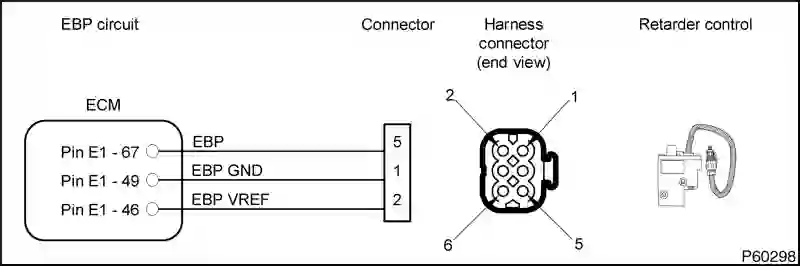 EBP circuit
Connector
Harness
connector
(end view)
Retarder control
ECM
2
1
Pin E1 - 67
EBP
5
Pin E1 - 49
EBP GND
1
Pin E1 - 46
EBP VREF
2
6
5
P60298